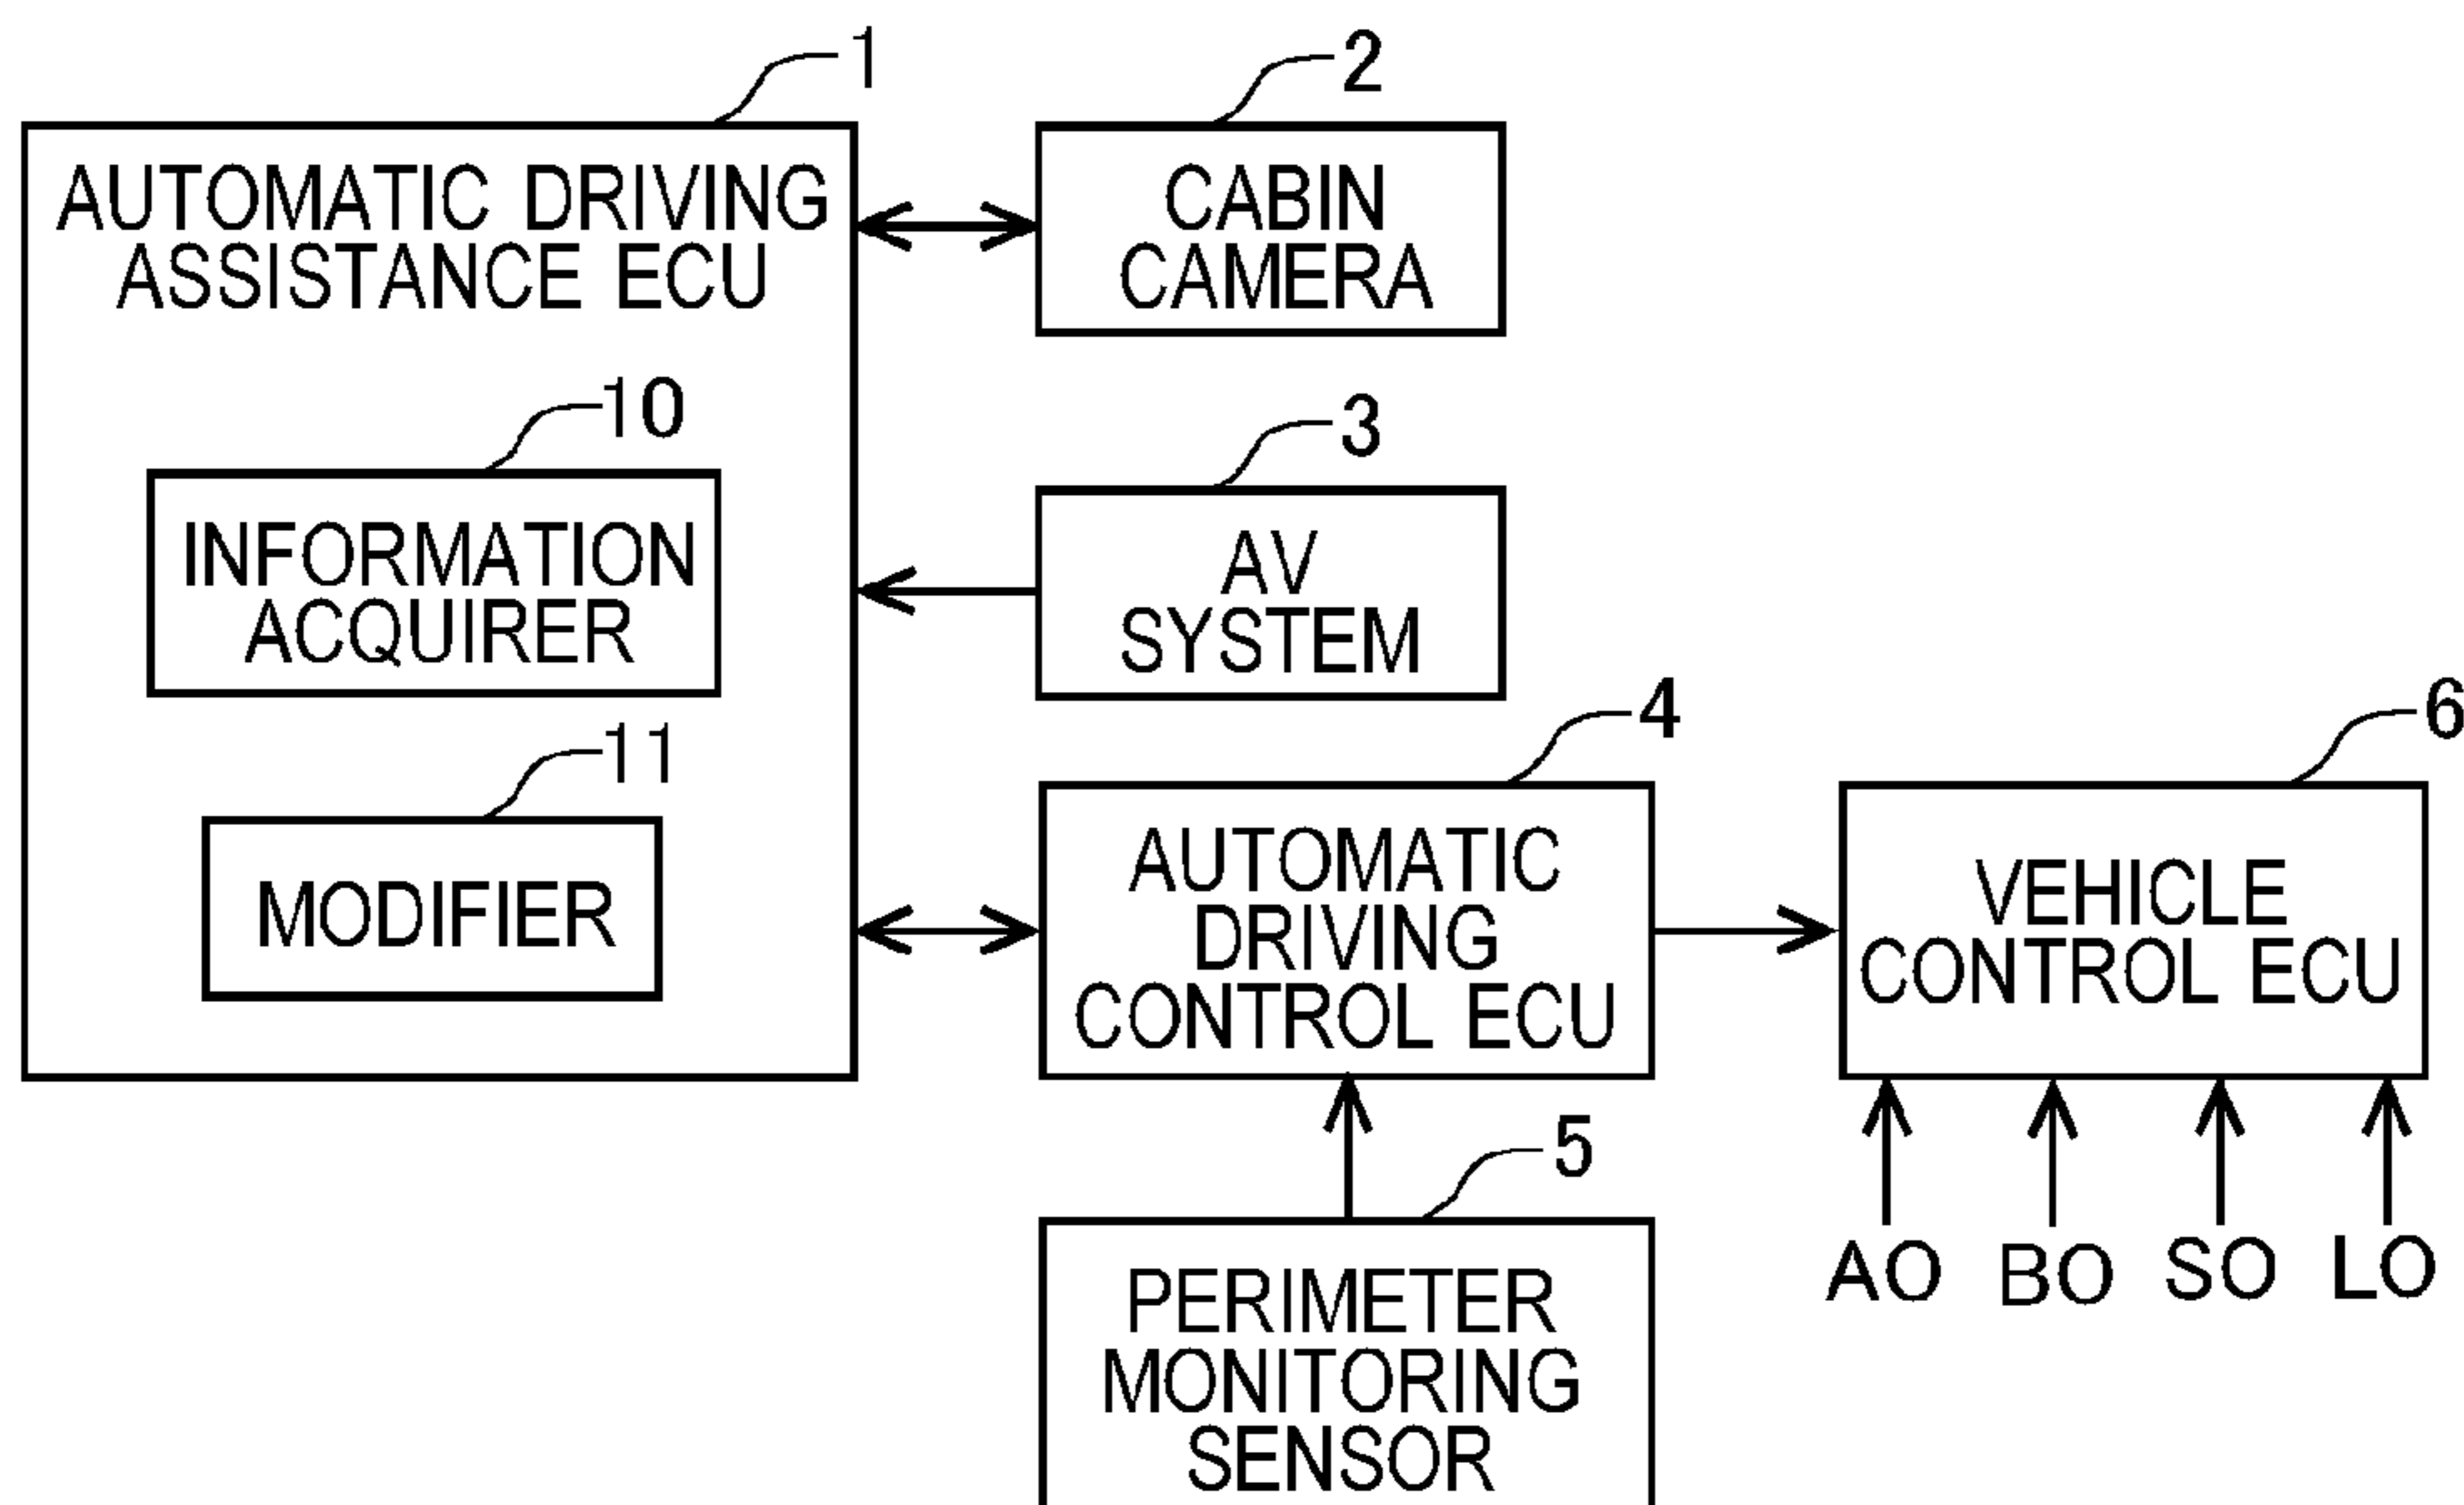 1
AUTOMATIC DRIVING
ASSISTANCE ECU
10
INFORMATION
ACQUIRER
11
MODIFIER
2
CABIN
CAMERA
3
AV
SYSTEM
4
AUTOMATIC
DRIVING
CONTROL ECU
6
VEHICLE
CONTROL ECU
AO BO SO LO
5
PERIMETER
MONITORING
SENSOR